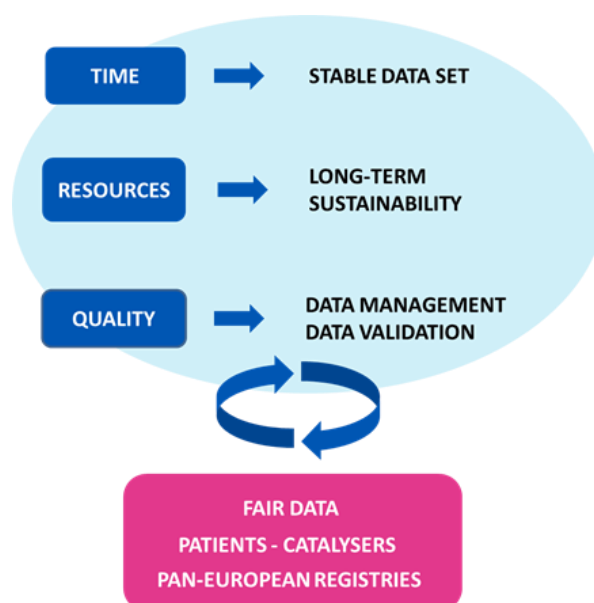 TIME
STABLE DATA SET
RESOURCES
LONG-TERM
SUSTAINABILITY
QUALITY
DATA MANAGEMENT
DATA VALIDATION
FAIR DATA
PATIENTS - CATALYSERS
PAN-EUROPEAN REGISTRIES